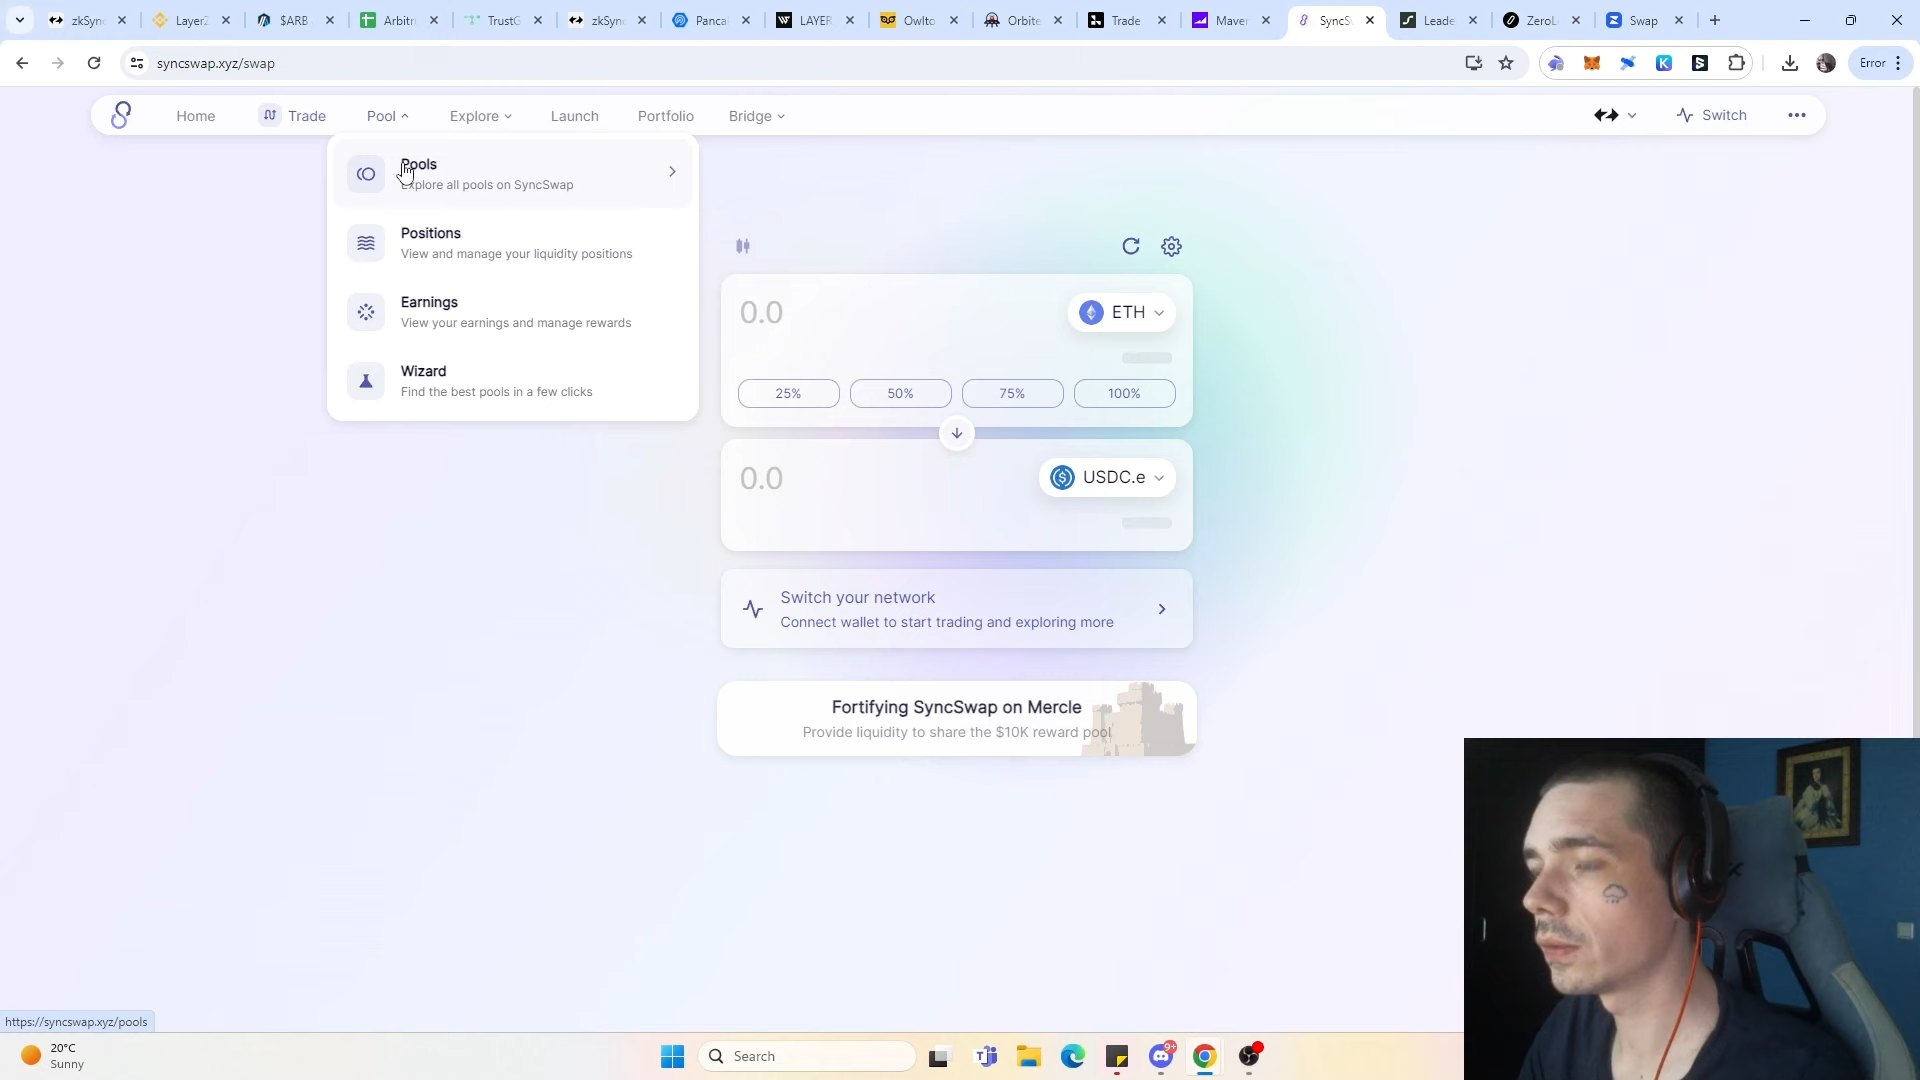 zkSync
Layer
$ARB
Arbitr
TrustG
zkSync
Panca
LAYER
Owlto
Orbite
Trade
Maver
SyncS
Leade
ZeroL
Swap
syncswap.xyz/swap
Error
Home
Trade
Pool
Explore
Launch
Portfolio
Bridge
Switch
Pools
Explore all pools on SyncSwap
Positions
View and manage your liquidity positions
Earnings
View your earnings and manage rewards
Wizard
Find the best pools in a few clicks
0.0
ETH
25%
50%
75%
100%
0.0
USDC.e
Switch your network
Connect wallet to start trading and exploring more
Fortifying SyncSwap on Mercle
Provide liquidity to share the $10K reward pool
https://syncswap.xyz/pools
20°C
Sunny
Search
9+